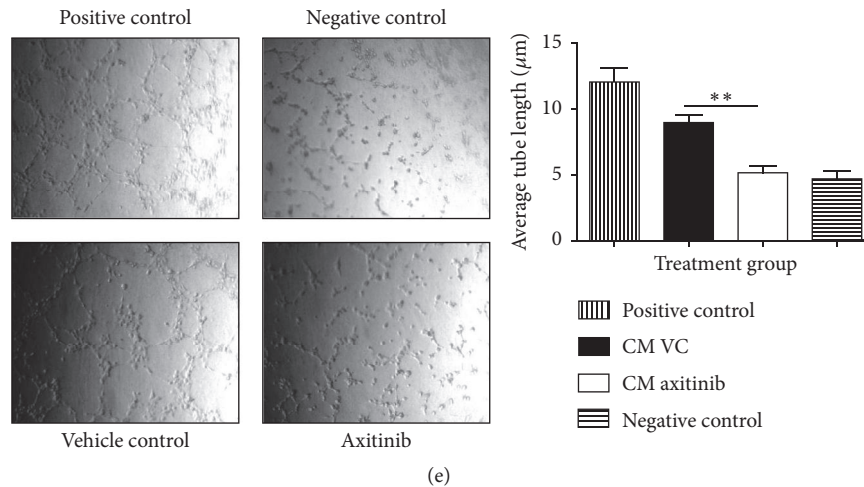 Positive control
Negative control
Vehicle control
Axitinib
Average tube length (μm)
15
10
5
0
**
Treatment group
Positive control
CM VC
CM axitinib
Negative control
(e)